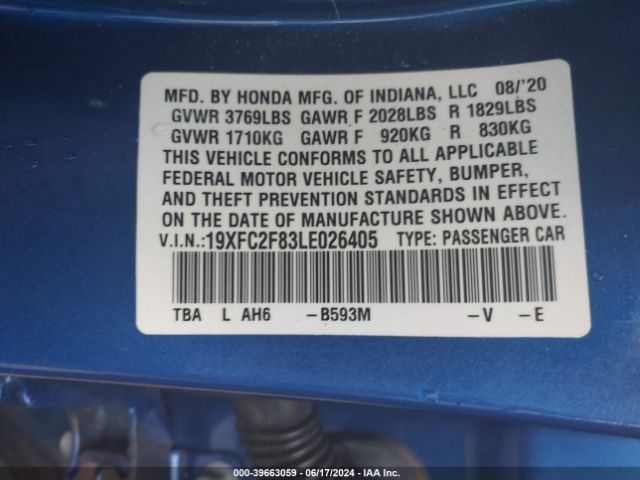 MFD. BY HONDA MFG. OF INDIANA, LLC 08/'20
GVWR 3769LBS GAWR F 2028LBS R 1829LBS
GVWR 1710KG GAWR F 920KG R 830KG
THIS VEHICLE CONFORMS TO ALL APPLICABLE
FEDERAL MOTOR VEHICLE SAFETY, BUMPER,
AND THEFT PREVENTION STANDARDS IN EFFECT
ON THE DATE OF MANUFACTURE SHOWN ABOVE.
V.I.N.:19XFC2F83LE026405 TYPE: PASSENGER CAR
TBA L AH6 -B593M -V -E
000-39663059 - 06/17/2024 - IAA Inc.